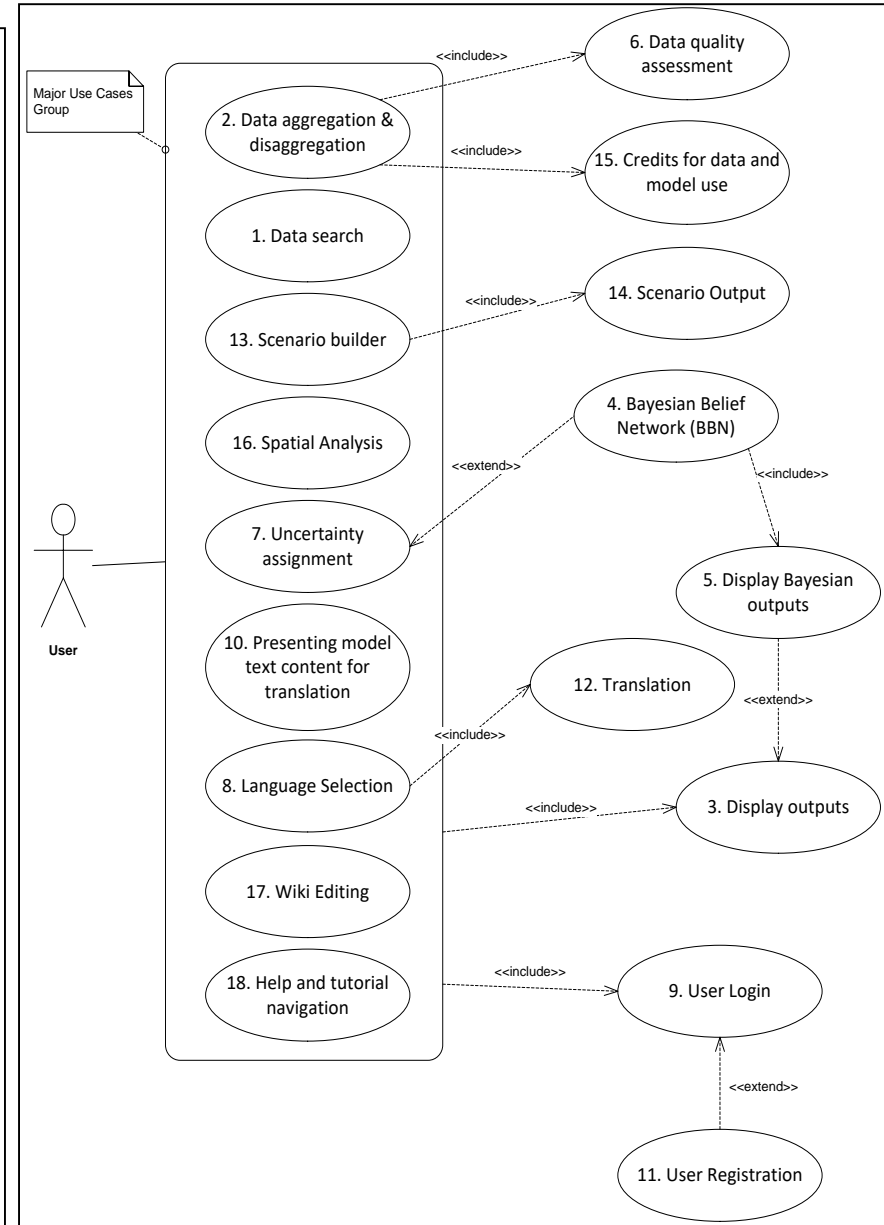 <<include>>
6. Data quality
assessment
Major Use Cases
Group
2. Data aggregation &
disaggregation
<<include>>
15. Credits for data and
model use
1. Data search
<<include>>
14. Scenario Output
13. Scenario builder
4. Bayesian Belief
Network (BBN)
16. Spatial Analysis
<<extend>>
<<include>>
7. Uncertainty
assignment
5. Display Bayesian
outputs
User
10. Presenting model
text content for
translation
12. Translation
<<extend>>
<<include>>
8. Language Selection
<<include>>
3. Display outputs
17. Wiki Editing
18. Help and tutorial
navigation
<<include>>
9. User Login
<<extend>>
11. User Registration